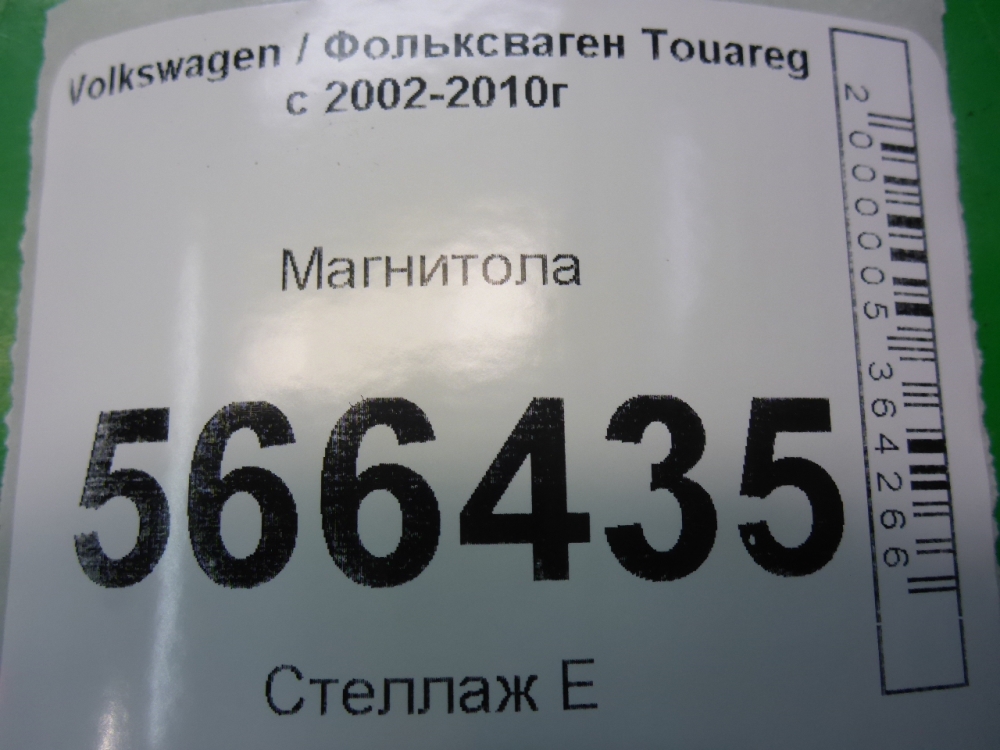 Volkswagen / Фольксваген Touareg
с 2002-2010г
Магнитола
566435
Стеллаж Е
2000005364266